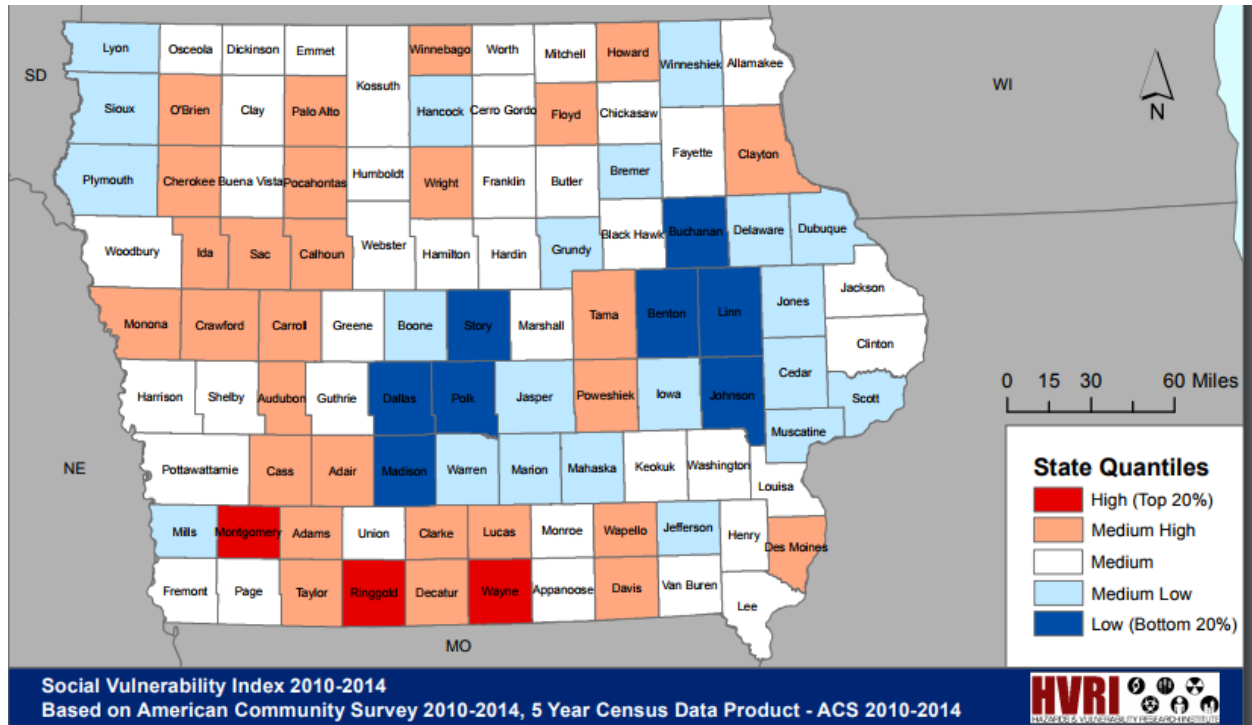 Lyon Osceola Dickinson Emmet Winnebago Worth Mitchell Howard Winneshiek Allamakee
SD Kossuth WI
Sioux O'Brien Clay Palo Alto Hancock Cerro Gordo Floyd Chickasaw
N
Plymouth Cherokee Buena Vista Pocahontas Humboldt Wright Franklin Butler Bremer Fayette Clayton
Woodbury Ida Sac Calhoun Webster Hamilton Hardin Grundy Black Hawk Buchanan Delaware Dubuque
Monona Crawford Carroll Greene Boone Story Marshall Tama Benton Linn Jones Jackson
Clinton
Harrison Shelby Audubon Guthrie Dallas Polk Jasper Poweshiek Iowa Johnson Cedar Scott
0 15 30 60 Miles
Muscatine
NE Pottawattamie Cass Adair Madison Warren Marion Mahaska Keokuk Washington
Louisa
Mills Montgomery Adams Union Clarke Lucas Monroe Wapello Jefferson Henry Des Moines
Fremont Page Taylor Ringgold Decatur Wayne Appanoose Davis Van Buren Lee
MO
State Quantiles
High (Top 20%)
Medium High
Medium
Medium Low
Low (Bottom 20%)
Social Vulnerability Index 2010-2014
Based on American Community Survey 2010-2014, 5 Year Census Data Product - ACS 2010-2014
HVRI
HAZARDS & VULNERABILITY RESEARCH INSTITUTE